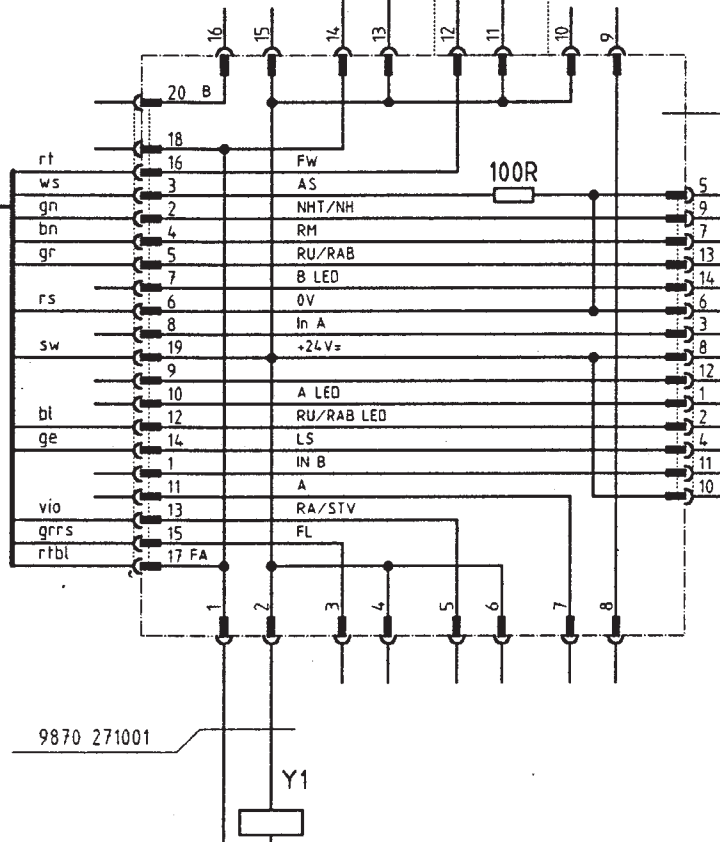 16 15 14 13 12 11 10 9
20 B
18
rt 16 FW
100R
ws 3 AS 5
gn 2 NHT/NH 9
bn 4 RM 7
gr 5 RU/RAB 13
7 B LED 14
rs 6 0V 6
8 In A 3
sw 19 +24V= 8
9 12
10 A LED 1
bl 12 RU/RAB LED 2
ge 14 LS 4
1 IN B 11
11 A 10
vio 13 RA/STV
grrs 15 FL
rtbl 17 FA
1 2 3 4 5 6 7 8
9870 271001
Y1